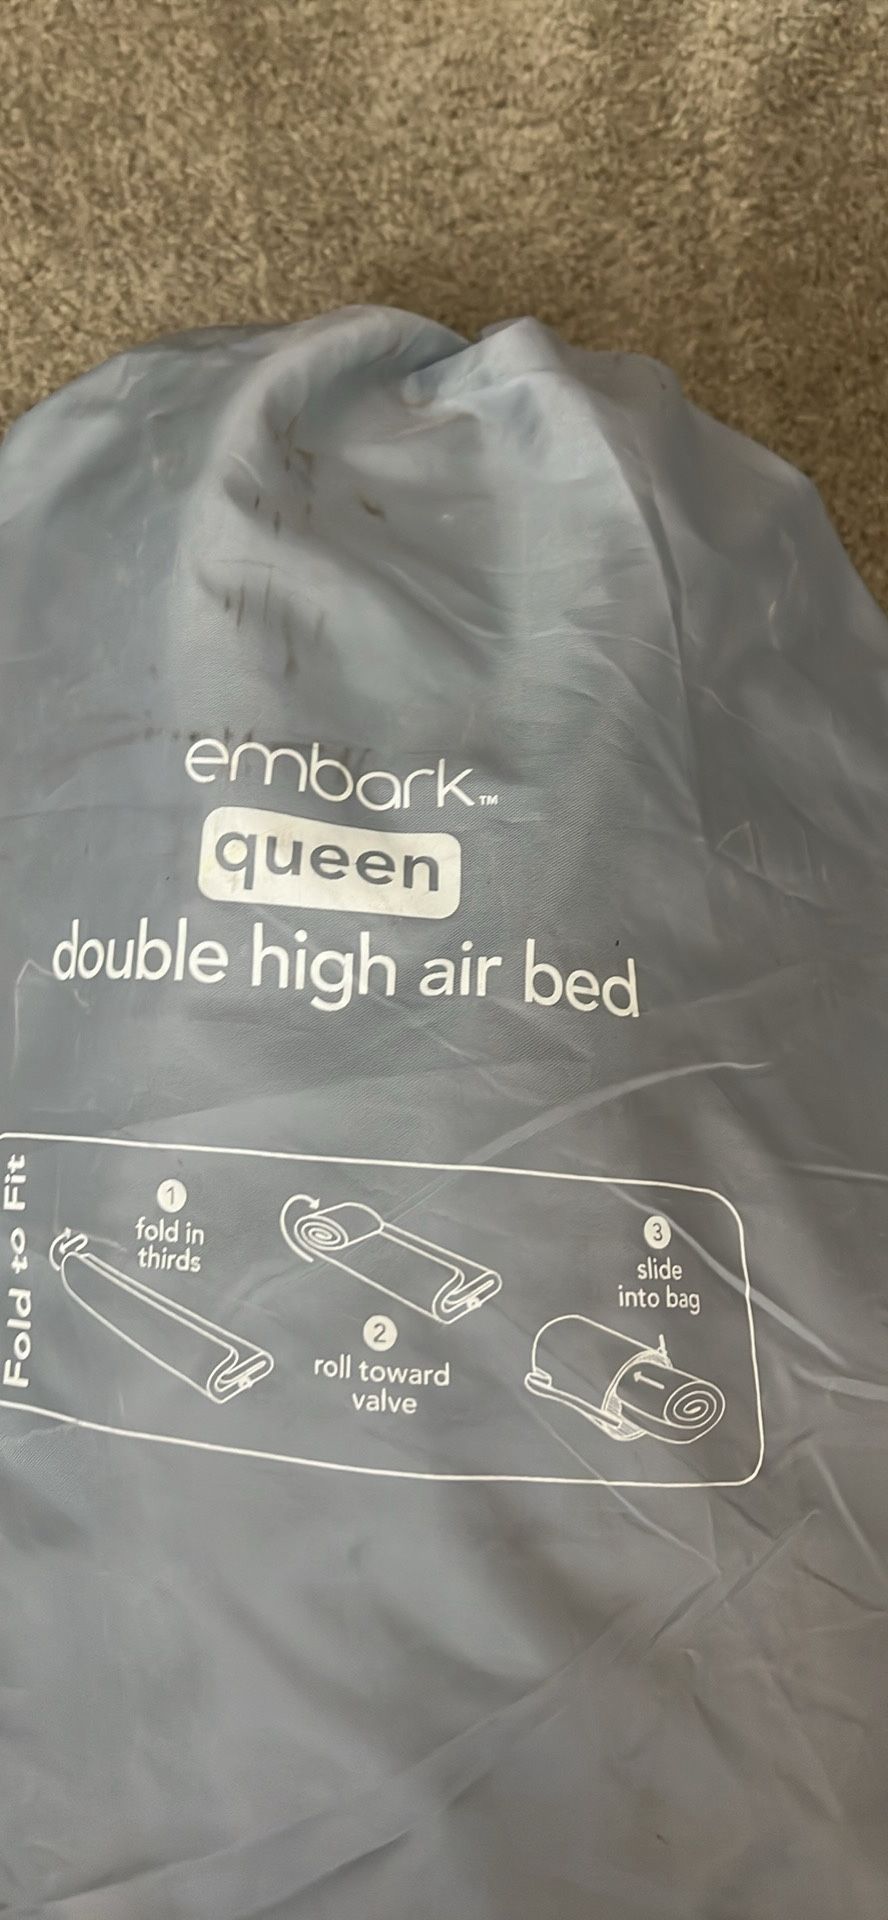 embark™
queen
double high air bed
Fold to Fit
1
fold in
thirds
2
roll toward
valve
3
slide
into bag